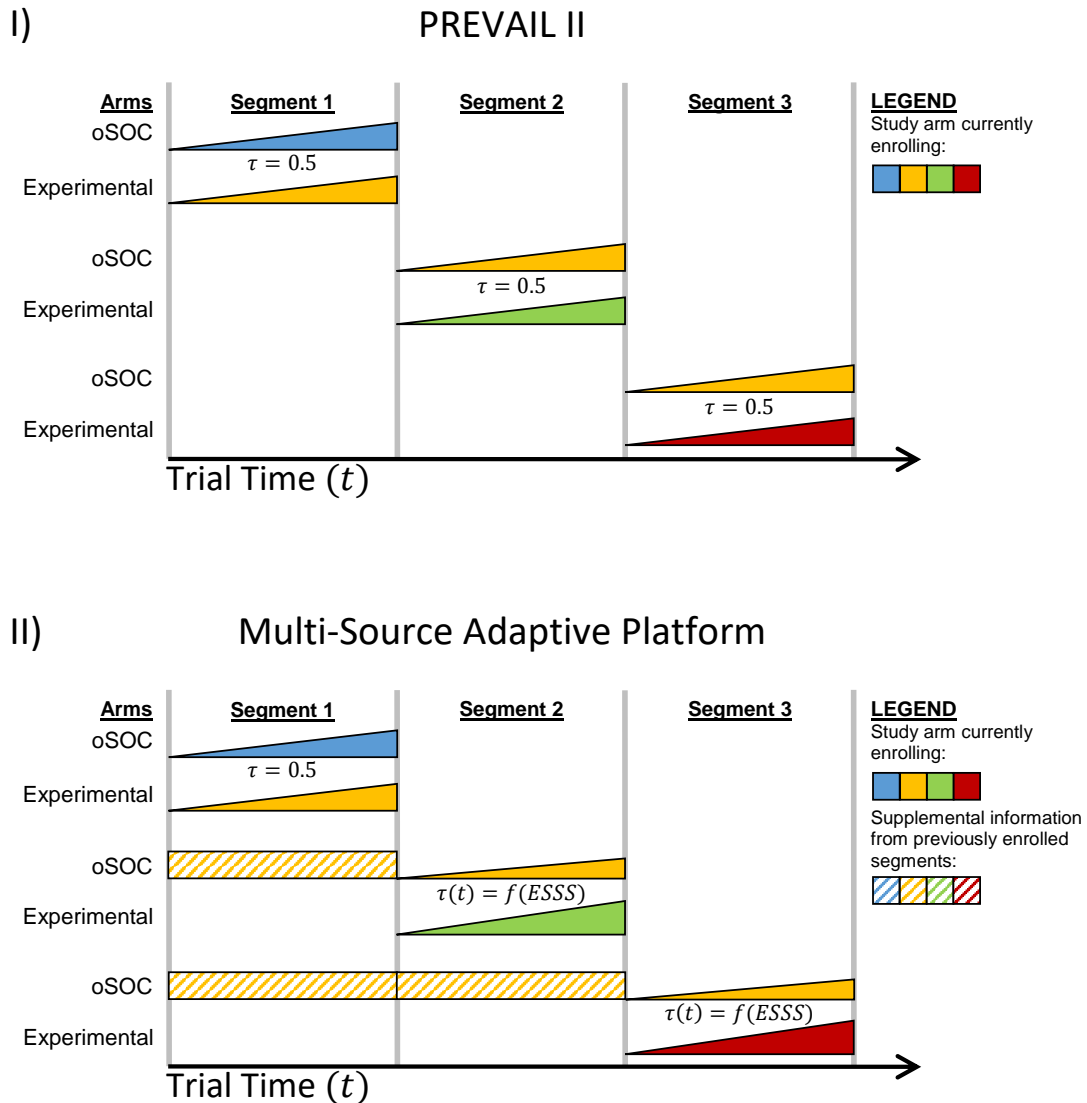 I)
PREVAIL II
Arms
Segment 1
Segment 2
Segment 3
LEGEND
Study arm currently
enrolling:
oSOC
τ = 0.5
Experimental
oSOC
τ = 0.5
Experimental
oSOC
τ = 0.5
Experimental
Trial Time (t)
II)
Multi-Source Adaptive Platform
Arms
Segment 1
Segment 2
Segment 3
LEGEND
Study arm currently
enrolling:
Supplemental information
from previously enrolled
segments:
oSOC
τ = 0.5
Experimental
oSOC
τ(t) = f(ESSS)
Experimental
oSOC
τ(t) = f(ESSS)
Experimental
Trial Time (t)